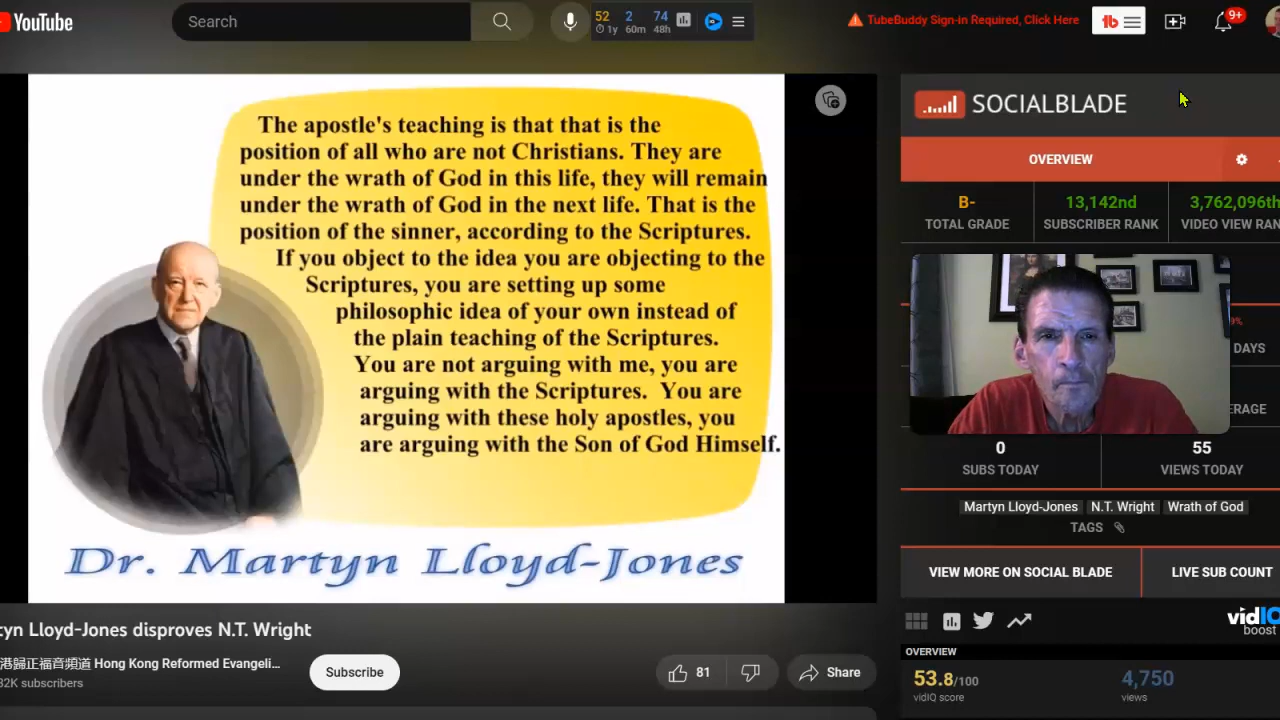 YouTube
Search
52 2 74
1y 60m 48h
TubeBuddy Sign-in Required, Click Here
tb
9+
The apostle's teaching is that that is the
position of all who are not Christians. They are
under the wrath of God in this life, they will remain
under the wrath of God in the next life. That is the
position of the sinner, according to the Scriptures.
If you object to the idea you are objecting to the
Scriptures, you are setting up some
philosophic idea of your own instead of
the plain teaching of the Scriptures.
You are not arguing with me, you are
arguing with the Scriptures. You are
arguing with these holy apostles, you
are arguing with the Son of God Himself.
Dr. Martyn Lloyd-Jones
SOCIALBLADE
OVERVIEW
B- 13,142nd 3,762,096th
TOTAL GRADE SUBSCRIBER RANK VIDEO VIEW RAN
9%
DAYS
ERAGE
0 55
SUBS TODAY VIEWS TODAY
Martyn Lloyd-Jones N.T. Wright Wrath of God
TAGS
VIEW MORE ON SOCIAL BLADE LIVE SUB COUNT
vidIQ
boost
OVERVIEW
53.8/100 4,750
vidIQ score views
tyn Lloyd-Jones disproves N.T. Wright
港歸正福音頻道 Hong Kong Reformed Evangeli...
32K subscribers
Subscribe
81
Share